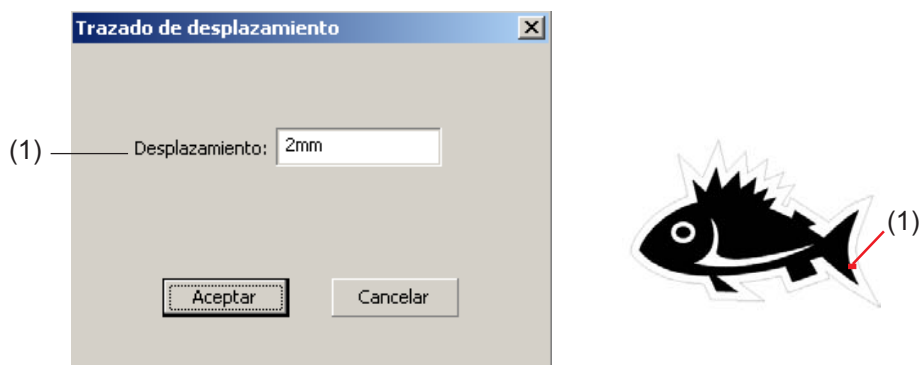 Trazado de desplazamiento
(1) Desplazamiento: 2mm
(1)
Aceptar Cancelar